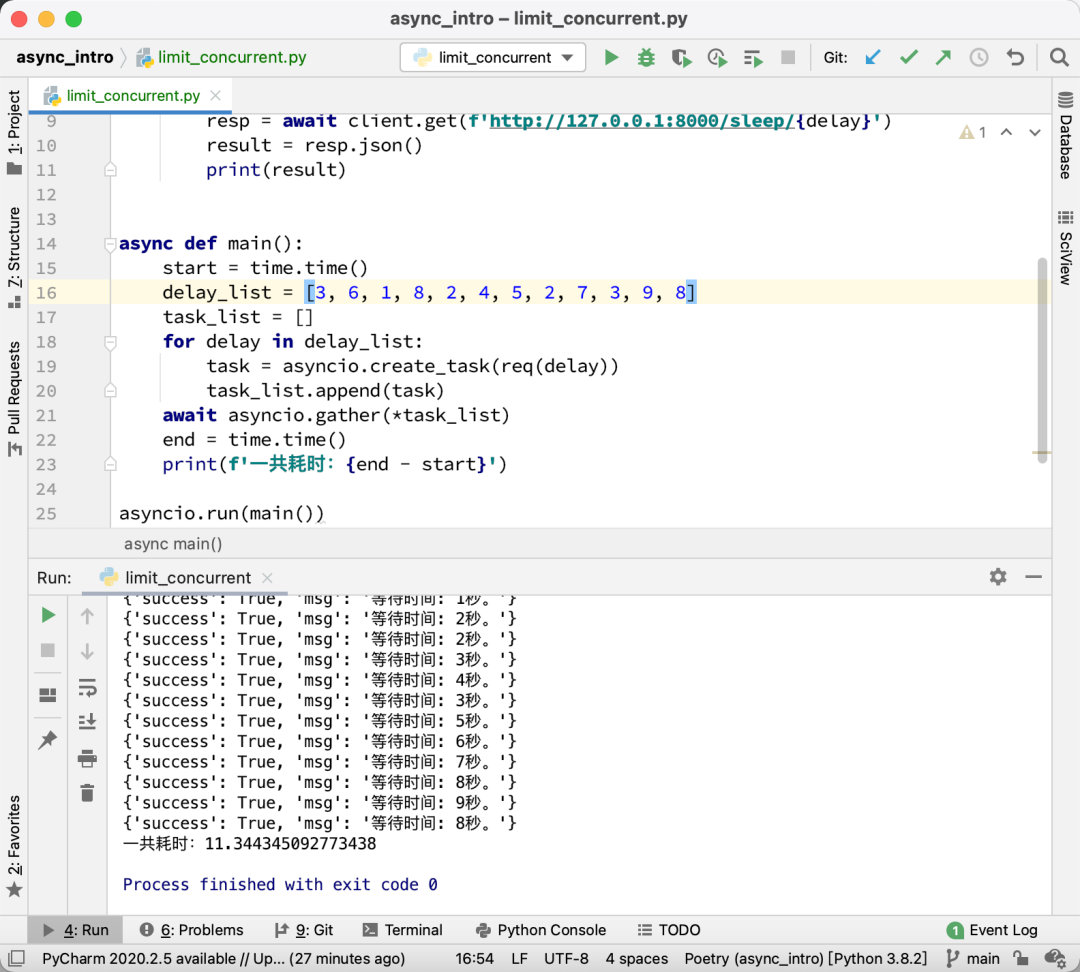 async_intro – limit_concurrent.py
async_intro limit_concurrent.py limit_concurrent Git:
limit_concurrent.py
1: Project
7: Structure
Pull Requests
2: Favorites
Database
SciView
1
9 resp = await client.get(f'http://127.0.0.1:8000/sleep/{delay}')
10 result = resp.json()
11 print(result)
12
13
14 async def main():
15 start = time.time()
16 delay_list = [3, 6, 1, 8, 2, 4, 5, 2, 7, 3, 9, 8]
17 task_list = []
18 for delay in delay_list:
19 task = asyncio.create_task(req(delay))
20 task_list.append(task)
21 await asyncio.gather(*task_list)
22 end = time.time()
23 print(f'一共耗时: {end - start}')
24
25 asyncio.run(main())
async main()
Run: limit_concurrent
{'success': True, 'msg': '等待时间: 1秒。'}
{'success': True, 'msg': '等待时间: 2秒。'}
{'success': True, 'msg': '等待时间: 2秒。'}
{'success': True, 'msg': '等待时间: 3秒。'}
{'success': True, 'msg': '等待时间: 4秒。'}
{'success': True, 'msg': '等待时间: 3秒。'}
{'success': True, 'msg': '等待时间: 5秒。'}
{'success': True, 'msg': '等待时间: 6秒。'}
{'success': True, 'msg': '等待时间: 7秒。'}
{'success': True, 'msg': '等待时间: 8秒。'}
{'success': True, 'msg': '等待时间: 9秒。'}
{'success': True, 'msg': '等待时间: 8秒。'}
一共耗时: 11.344345092773438
Process finished with exit code 0
4: Run 6: Problems 9: Git Terminal Python Console TODO 1 Event Log
PyCharm 2020.2.5 available // Up... (27 minutes ago) 16:54 LF UTF-8 4 spaces Poetry (async_intro) [Python 3.8.2] main